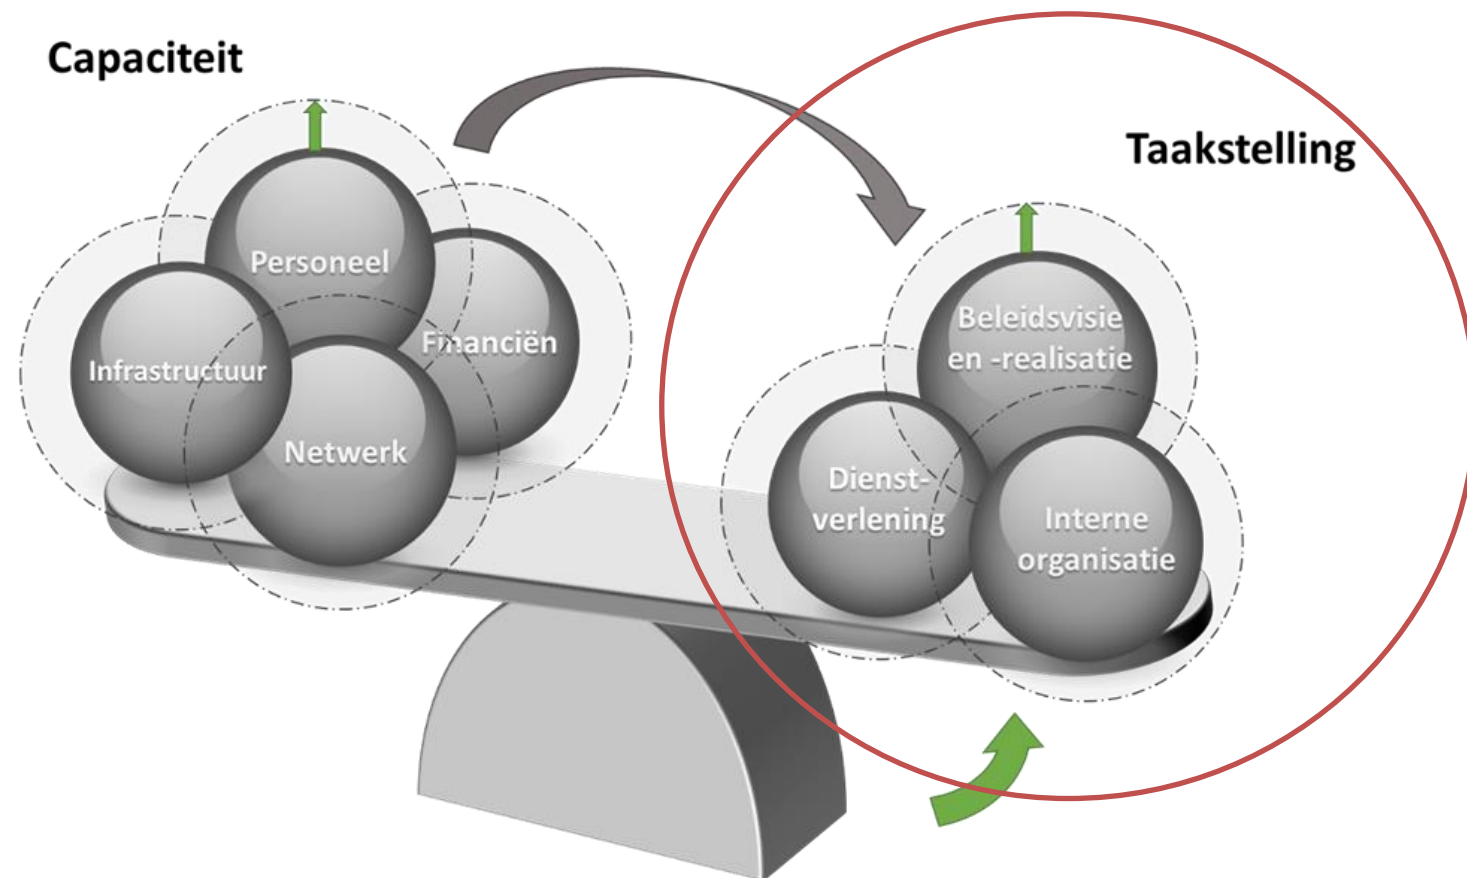 Capaciteit
Taakstelling
Personeel
Financiën
Infrastructuur
Netwerk
Beleidsvisie
en -realisatie
Dienst-
verlening
Interne
organisatie